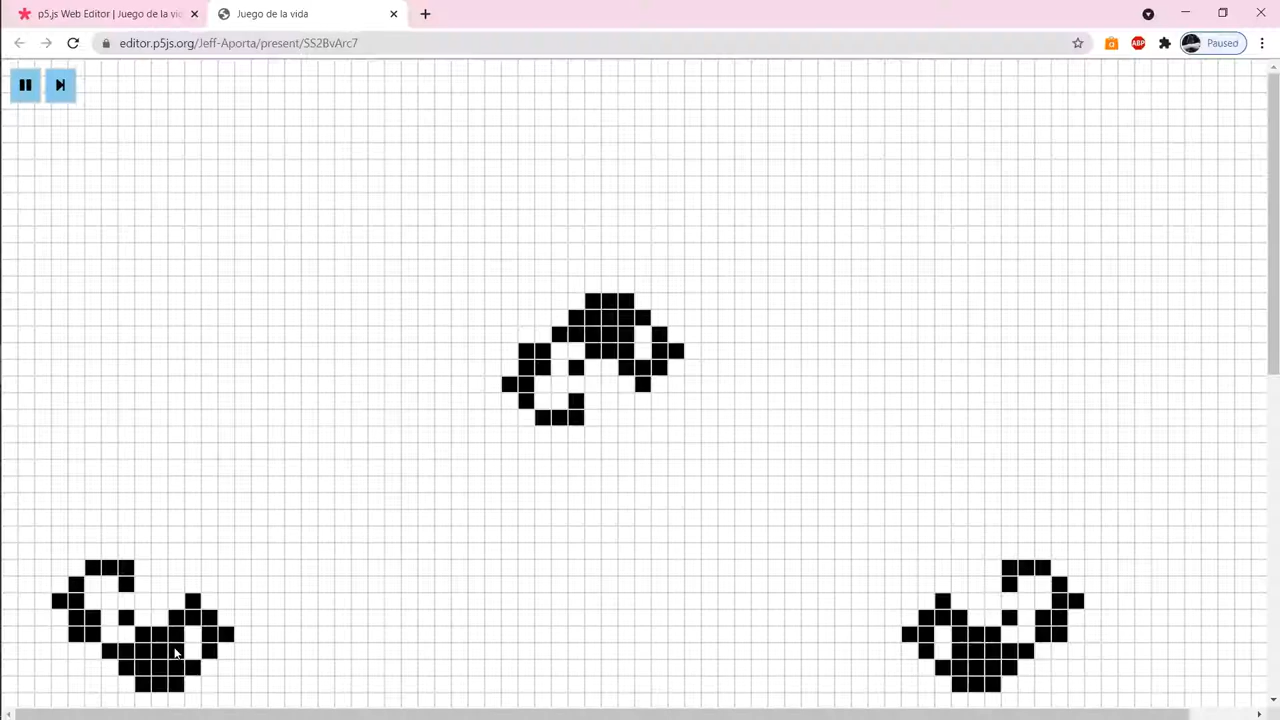 p5.js Web Editor | Juego de la vi
Juego de la vida
editor.p5js.org/Jeff-Aporta/present/SS2BvArc7
a
ABP
Paused